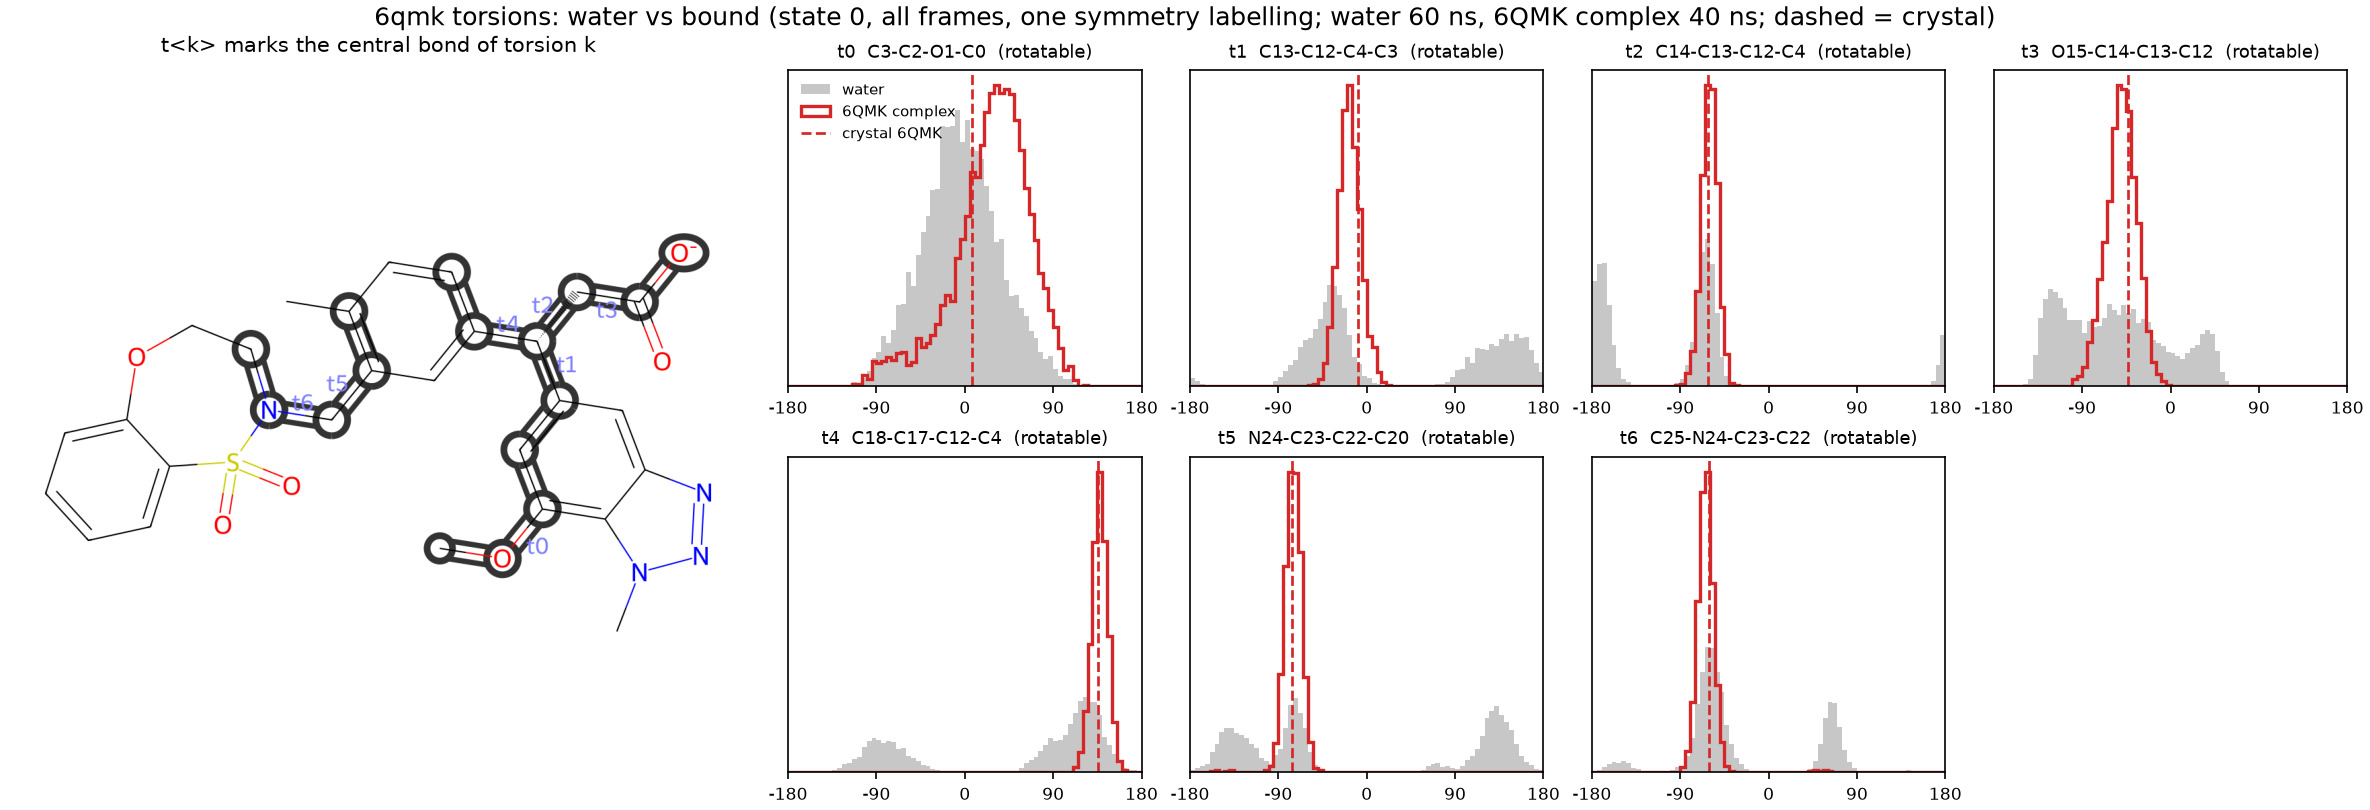 6qmk torsions: water vs bound (state 0, all frames, one symmetry labelling; water 60 ns, 6QMK complex 40 ns; dashed = crystal)
t<k> marks the central bond of torsion k
t0 C3-C2-O1-C0 (rotatable)
t1 C13-C12-C4-C3 (rotatable)
t2 C14-C13-C12-C4 (rotatable)
t3 O15-C14-C13-C12 (rotatable)
water
6QMK complex
crystal 6QMK
-180 -90 0 90 180
-180 -90 0 90 180
-180 -90 0 90 180
-180 -90 0 90 180
t4 C18-C17-C12-C4 (rotatable)
t5 N24-C23-C22-C20 (rotatable)
t6 C25-N24-C23-C22 (rotatable)
-180 -90 0 90 180
-180 -90 0 90 180
-180 -90 0 90 180
O-
t2
t3
t4
O
O
t1
t5
t6
N
S
O
O
N
N
N
O
t0